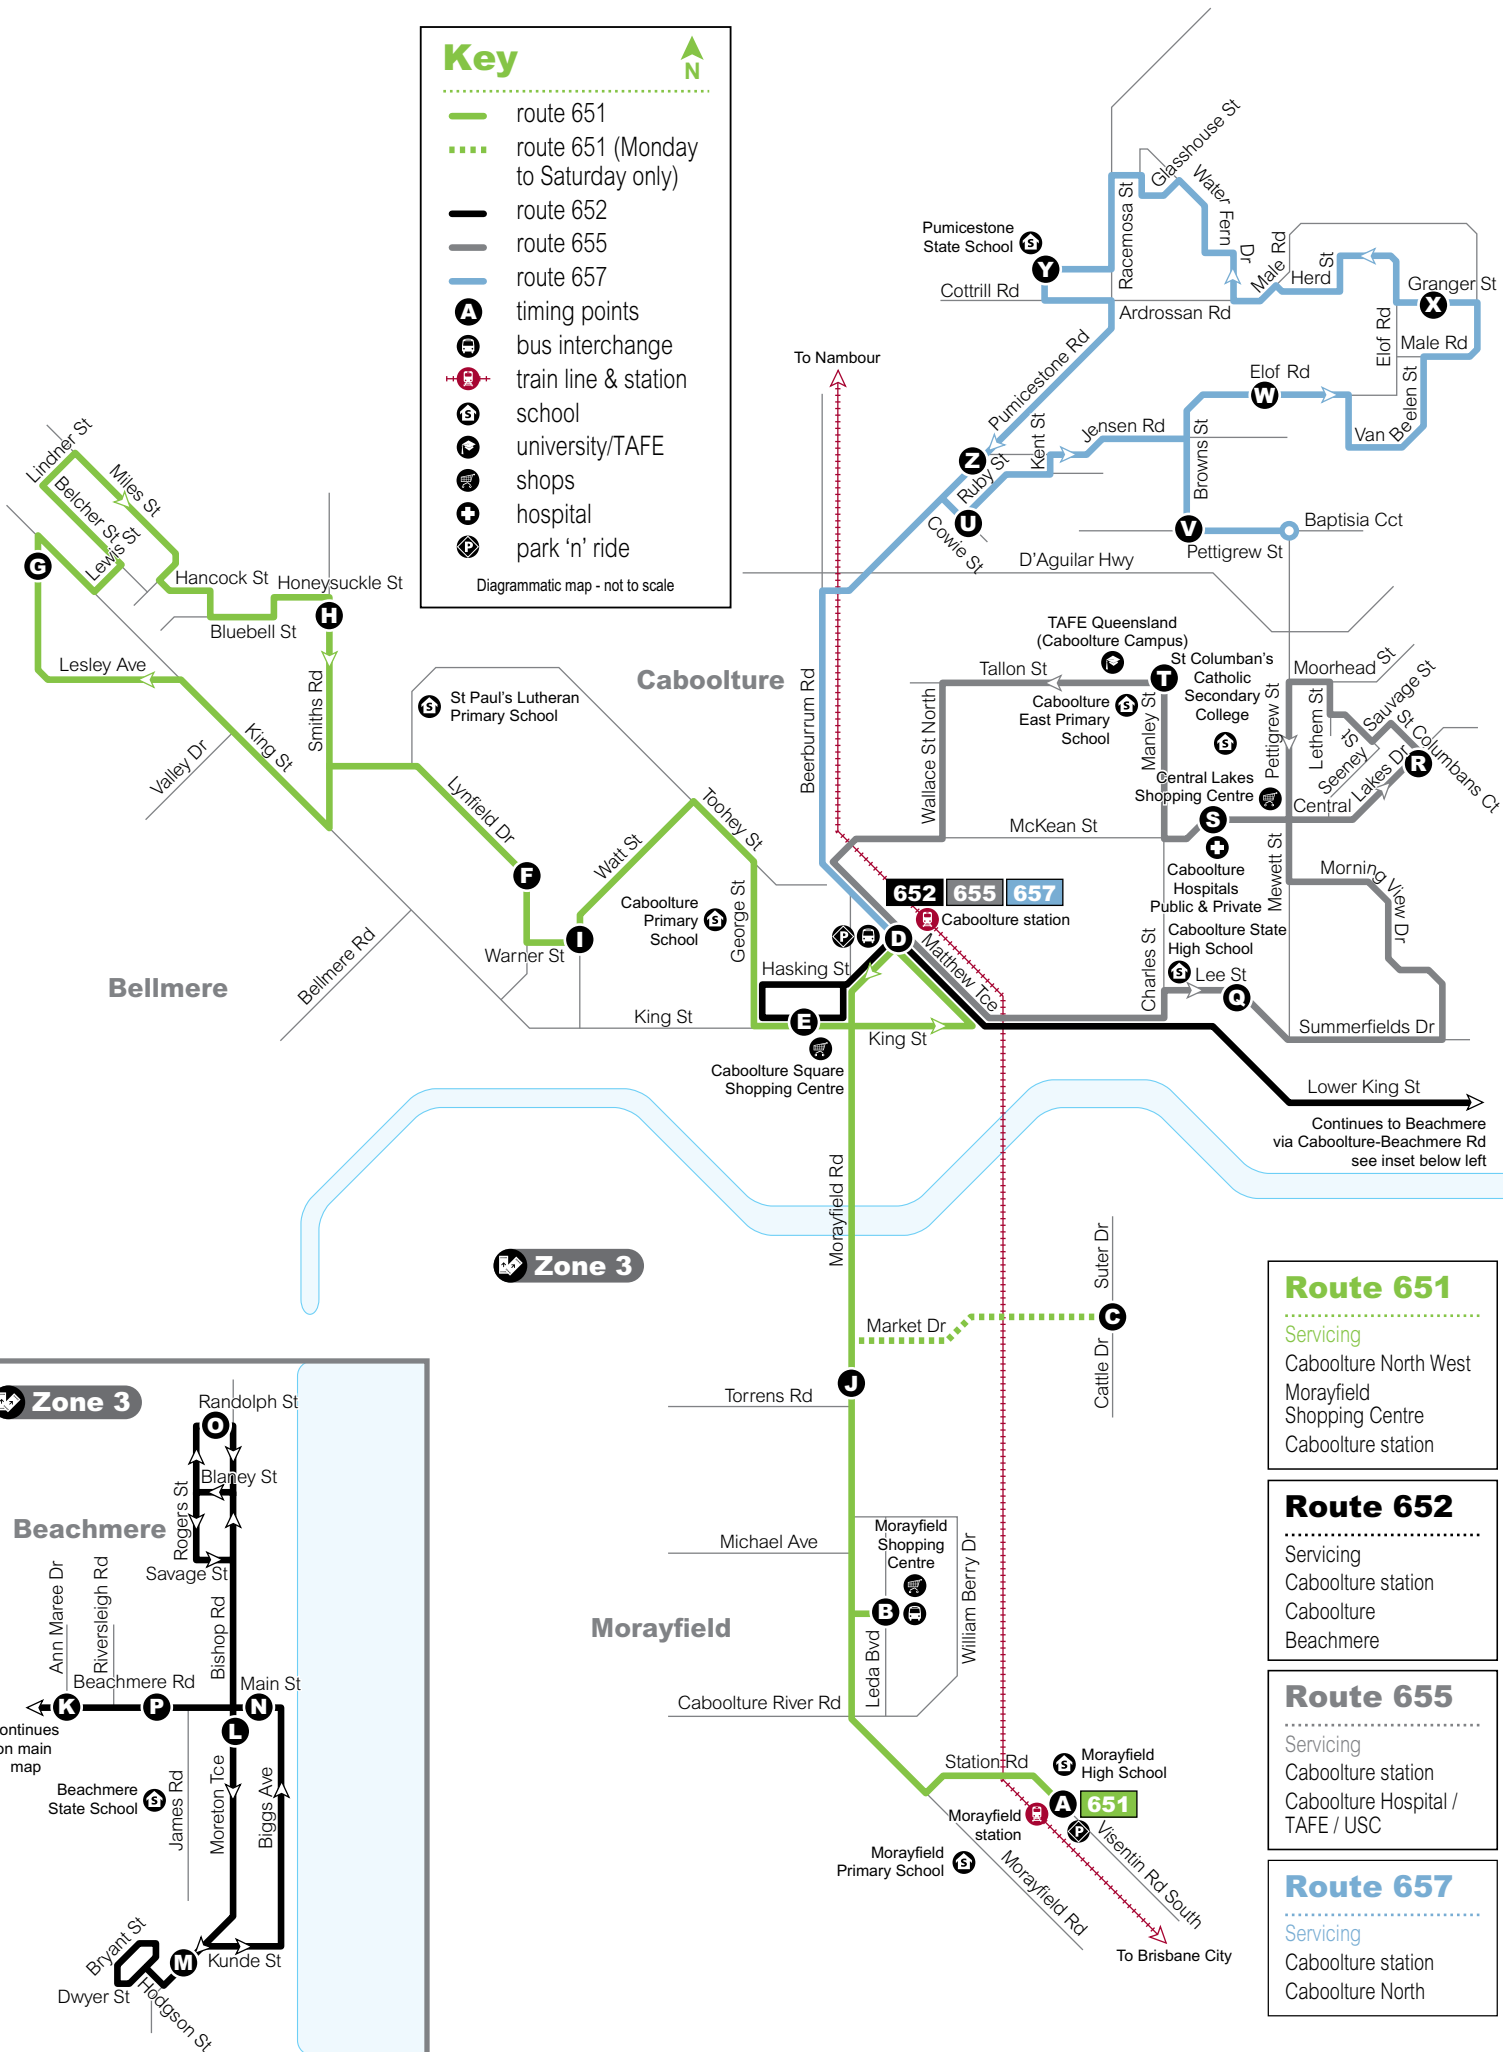 Key
N
route 651
route 651 (Monday
to Saturday only)
route 652
route 655
route 657
A
timing points
bus interchange
train line & station
S
school
university/TAFE
shops
hospital
P
park 'n' ride
Diagrammatic map - not to scale
Glasshouse St
Water Fern
Dr
Racemosa St
Pumicestone
State School
S
Y
Cottrill Rd
Ardrossan Rd
Male Rd
Herd
St
Granger St
X
Elof Rd
Male Rd
Van Beelen St
Elof Rd
W
Pumicestone Rd
Kent St
Jensen Rd
Browns St
Z
Ruby St
U
Cowie St
V
Pettigrew St
Baptisia Cct
D'Aguilar Hwy
To Nambour
Lindner St
Miles St
Belcher St
Lewis St
G
Hancock St
Honeysuckle St
H
Bluebell St
Lesley Ave
Smiths Rd
King St
Valley Dr
S
St Paul's Lutheran
Primary School
Caboolture
Lynfield Dr
F
Watt St
Toohey St
Warner St
I
Caboolture
Primary
School
S
George St
Bellmere
Bellmere Rd
King St
Beerburrum Rd
TAFE Queensland
(Caboolture Campus)
Tallon St
T
Caboolture
East Primary
School
S
Wallace St North
Manley St
St Columban's
Catholic
Secondary
College
S
Pettigrew St
Moorhead St
Lethem St
Sauvage St
Seeney St
St Columbans Ct
R
Central Lakes
Shopping Centre
Central Lakes Dr
McKean St
S
Caboolture
Hospitals
Public & Private
Mewett St
Morning View Dr
652
655
657
Caboolture station
P
D
Matthew Tce
Hasking St
E
King St
Caboolture Square
Shopping Centre
Charles St
Caboolture State
High School
S
Lee St
Q
Summerfields Dr
Lower King St
Continues to Beachmere
via Caboolture-Beachmere Rd
see inset below left
Morayfield Rd
Zone 3
Market Dr
Suter Dr
C
Cattle Dr
J
Torrens Rd
Michael Ave
Morayfield
Shopping
Centre
B
Leda Bvd
William Berry Dr
Morayfield
Caboolture River Rd
Station Rd
S
Morayfield
High School
A
651
P
Morayfield
station
Visentin Rd South
Morayfield
Primary School
S
Morayfield Rd
To Brisbane City
Zone 3
Randolph St
O
Blaney St
Rogers St
Beachmere
Savage St
Ann Maree Dr
Riversleigh Rd
Bishop Rd
Beachmere Rd
Main St
K
P
N
L
ontinues
on main
map
Beachmere
State School
S
James Rd
Moreton Tce
Biggs Ave
Bryant St
M
Kunde St
Dwyer St
Hodgson St
Route 651
Servicing
Caboolture North West
Morayfield
Shopping Centre
Caboolture station
Route 652
Servicing
Caboolture station
Caboolture
Beachmere
Route 655
Servicing
Caboolture station
Caboolture Hospital /
TAFE / USC
Route 657
Servicing
Caboolture station
Caboolture North